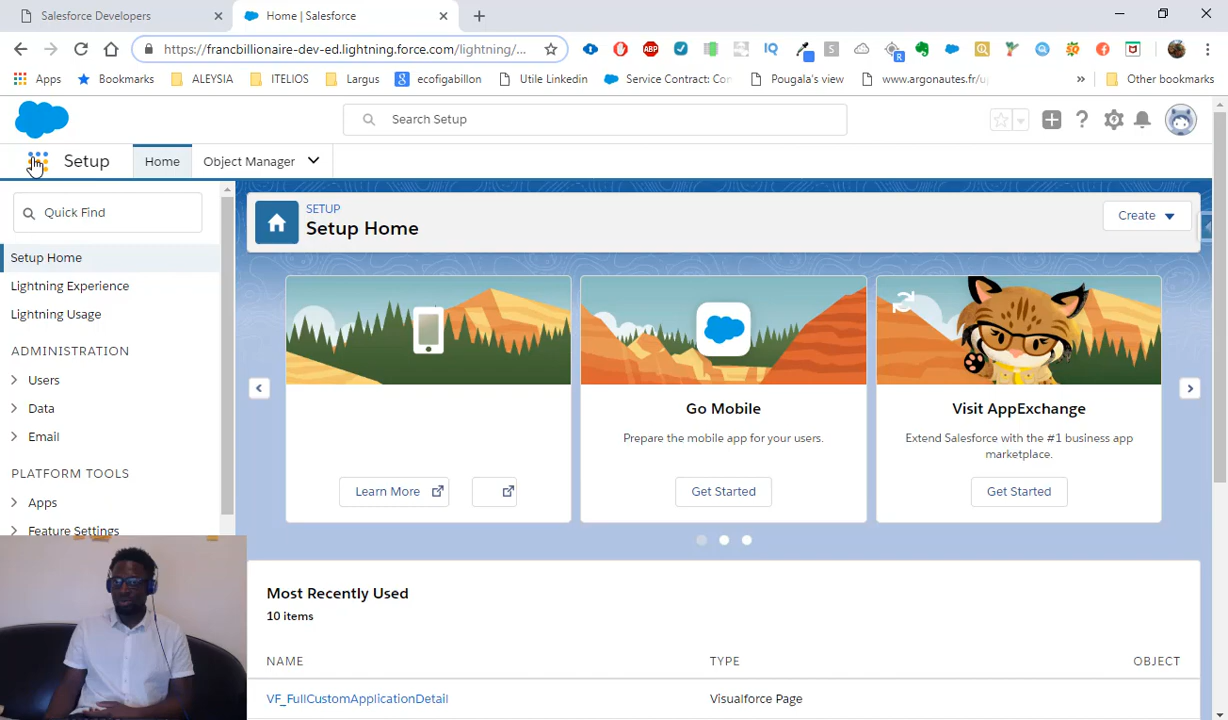 Salesforce Developers
Home | Salesforce
https://francbillionaire-dev-ed.lightning.force.com/lightning/...
Apps
Bookmarks
ALEYSIA
ITELIOS
Largus
ecofigabillon
Utile Linkedin
Service Contract: Co
Pougala's view
www.argonautes.fr/u
Other bookmarks
Search Setup
Setup
Home
Object Manager
Quick Find
Setup Home
Lightning Experience
Lightning Usage
ADMINISTRATION
Users
Data
Email
PLATFORM TOOLS
Apps
Feature Settings
SETUP
Setup Home
Create
Learn More
Go Mobile
Prepare the mobile app for your users.
Get Started
Visit AppExchange
Extend Salesforce with the #1 business app
marketplace.
Get Started
Most Recently Used
10 items
NAME
TYPE
OBJECT
VF_FullCustomApplicationDetail
Visualforce Page